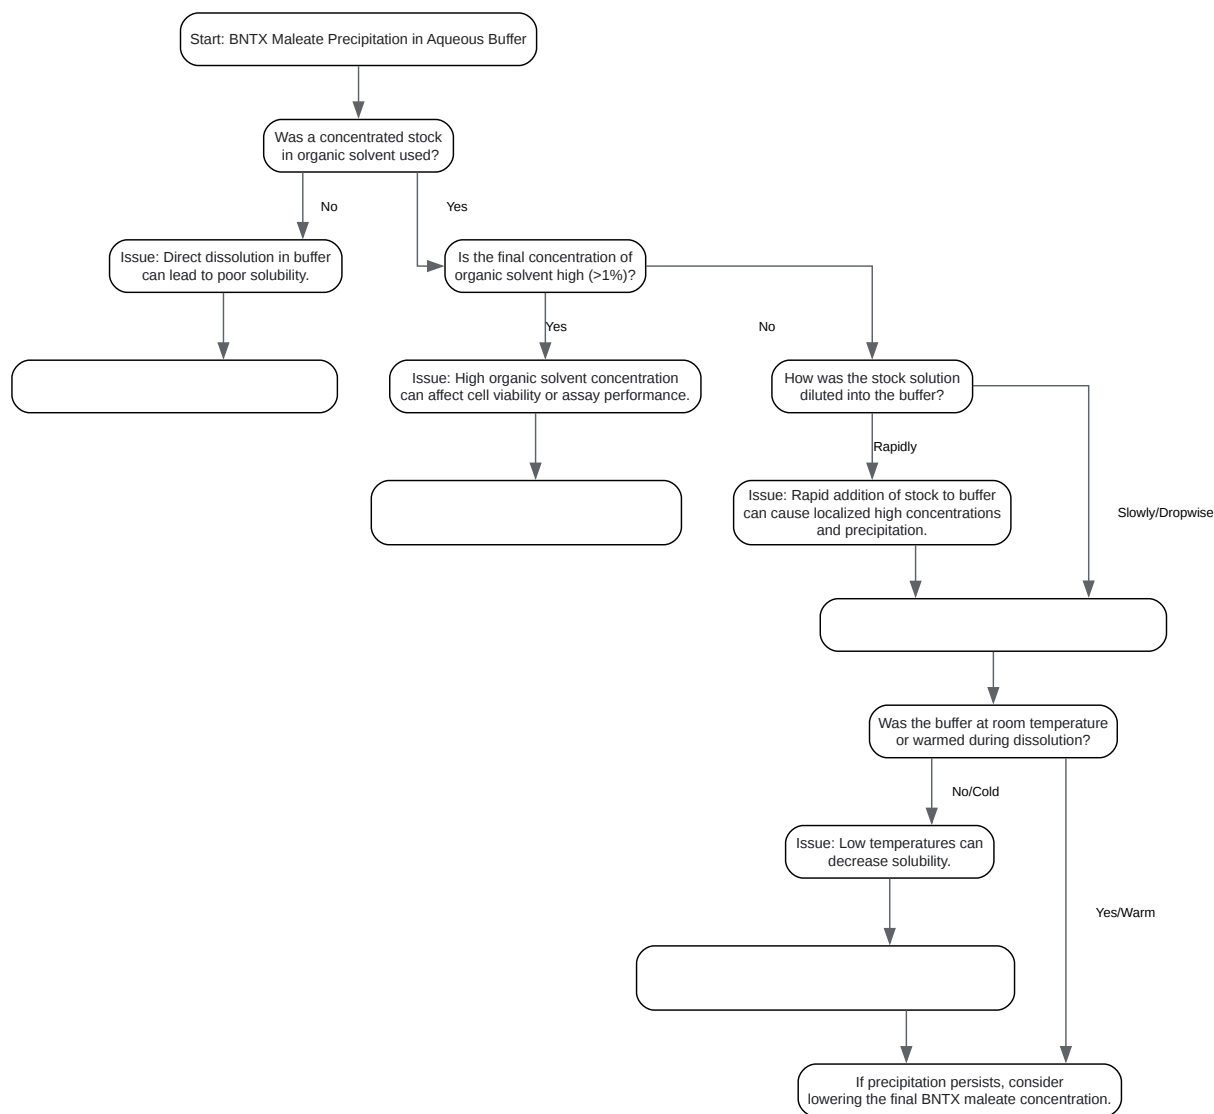 Start: BNTX Maleate Precipitation in Aqueous Buffer
Was a concentrated stock
in organic solvent used?
No
Yes
Issue: Direct dissolution in buffer
can lead to poor solubility.
Is the final concentration of
organic solvent high (>1%)?
Yes
No
Issue: High organic solvent concentration
can affect cell viability or assay performance.
How was the stock solution
diluted into the buffer?
Rapidly
Issue: Rapid addition of stock to buffer
can cause localized high concentrations
and precipitation.
Slowly/Dropwise
Was the buffer at room temperature
or warmed during dissolution?
No/Cold
Issue: Low temperatures can
decrease solubility.
Yes/Warm
If precipitation persists, consider
lowering the final BNTX maleate concentration.